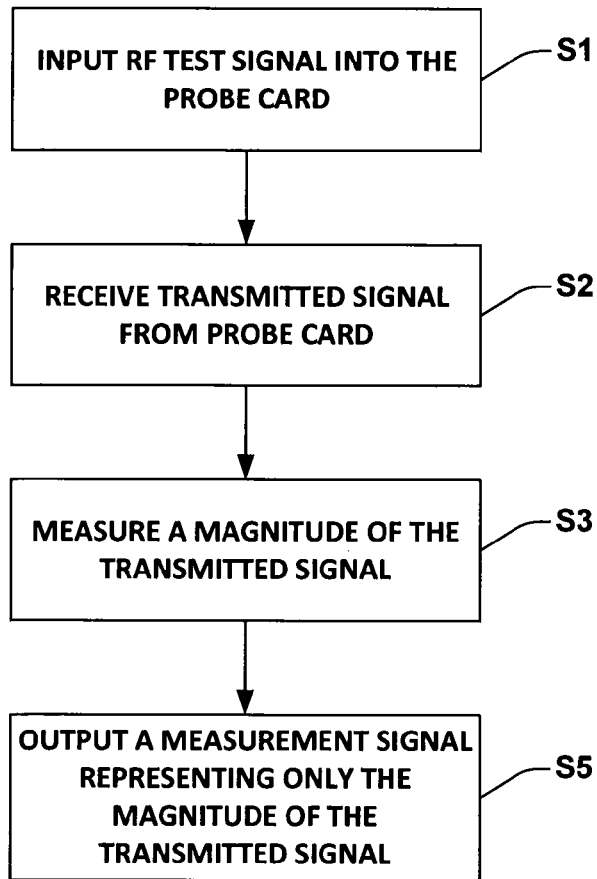 INPUT RF TEST SIGNAL INTO THE
PROBE CARD
S1
RECEIVE TRANSMITTED SIGNAL
FROM PROBE CARD
S2
MEASURE A MAGNITUDE OF THE
TRANSMITTED SIGNAL
S3
OUTPUT A MEASUREMENT SIGNAL
REPRESENTING ONLY THE
MAGNITUDE OF THE
TRANSMITTED SIGNAL
S5